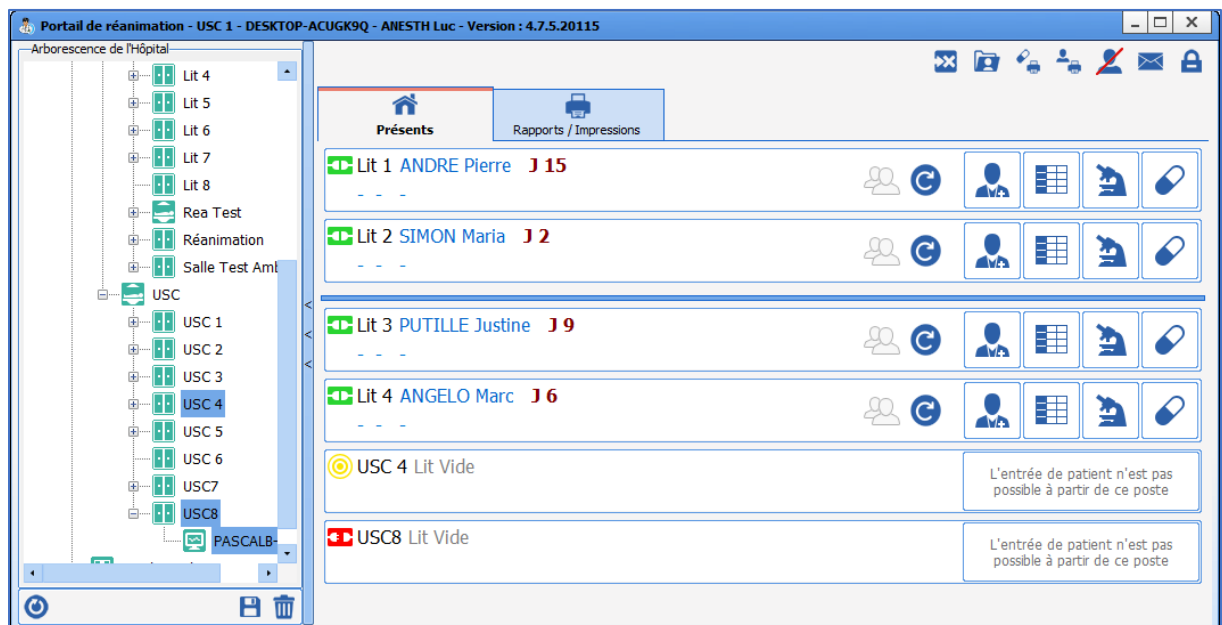 Portail de réanimation - USC 1 - DESKTOP-ACUGK9Q - ANESTH Luc - Version : 4.7.5.20115
Arborescence de l'Hôpital
Lit 4
Lit 5
Lit 6
Lit 7
Lit 8
Rea Test
Réanimation
Salle Test Aml
USC
USC 1
USC 2
USC 3
USC 4
USC 5
USC 6
USC7
USC8
PASCALB-
<
<
<
Présents
Rapports / Impressions
Lit 1 ANDRE Pierre J 15
- - -
Lit 2 SIMON Maria J 2
- - -
Lit 3 PUTILLE Justine J 9
- - -
Lit 4 ANGELO Marc J 6
- - -
USC 4 Lit Vide
L'entrée de patient n'est pas
possible à partir de ce poste
USC8 Lit Vide
L'entrée de patient n'est pas
possible à partir de ce poste